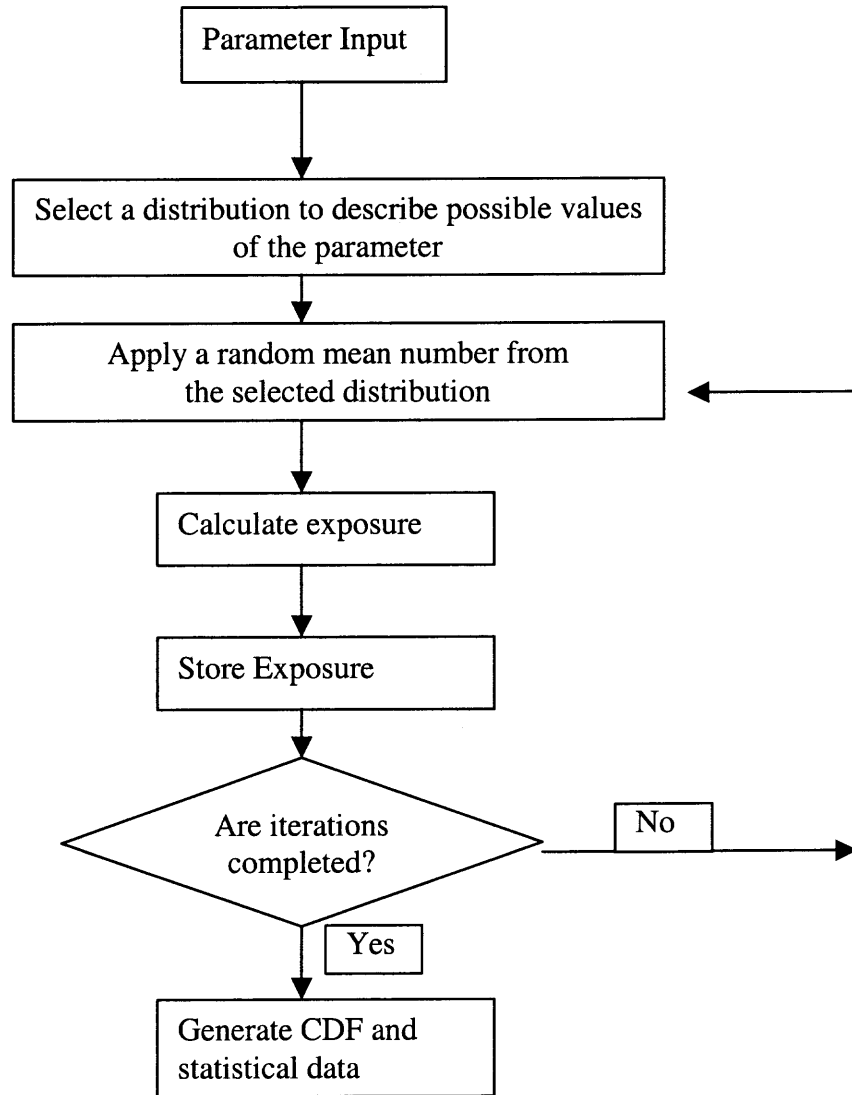 Parameter Input
Select a distribution to describe possible values
of the parameter
Apply a random mean number from
the selected distribution
Calculate exposure
Store Exposure
Are iterations
completed?
No
Yes
Generate CDF and
statistical data